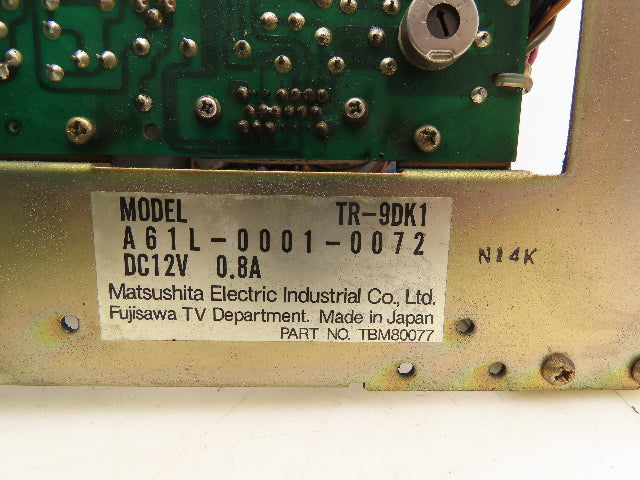 MODEL TR-9DK1
A61L-0001-0072
DC12V 0.8A
Matsushita Electric Industrial Co., Ltd.
Fujisawa TV Department. Made in Japan
PART NO. TBM80077
N14K